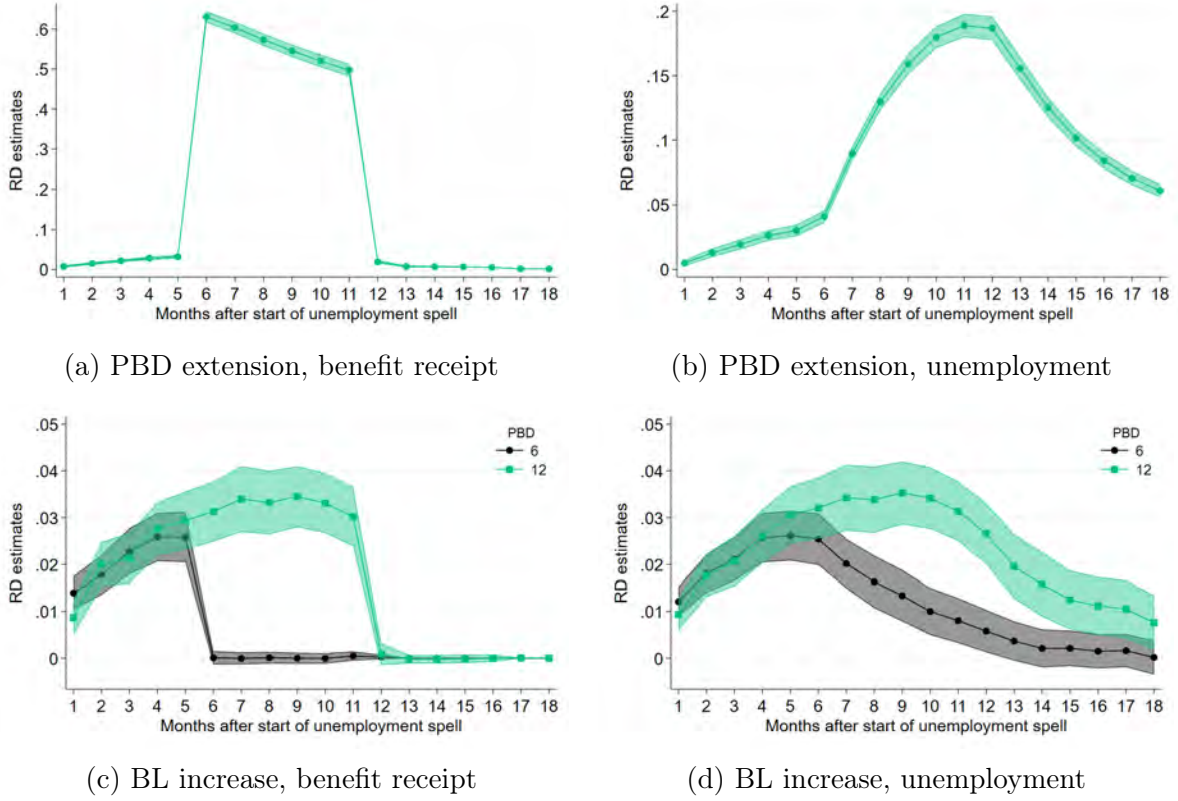 .6
.5
.4
.3
.2
.1
0
RD estimates
1 2 3 4 5 6 7 8 9 10 11 12 13 14 15 16 17 18
Months after start of unemployment spell
(a) PBD extension, benefit receipt
.2
.15
.1
.05
0
RD estimates
1 2 3 4 5 6 7 8 9 10 11 12 13 14 15 16 17 18
Months after start of unemployment spell
(b) PBD extension, unemployment
.05
.04
.03
.02
.01
0
RD estimates
PBD
6
12
1 2 3 4 5 6 7 8 9 10 11 12 13 14 15 16 17 18
Months after start of unemployment spell
(c) BL increase, benefit receipt
.05
.04
.03
.02
.01
0
RD estimates
PBD
6
12
1 2 3 4 5 6 7 8 9 10 11 12 13 14 15 16 17 18
Months after start of unemployment spell
(d) BL increase, unemployment